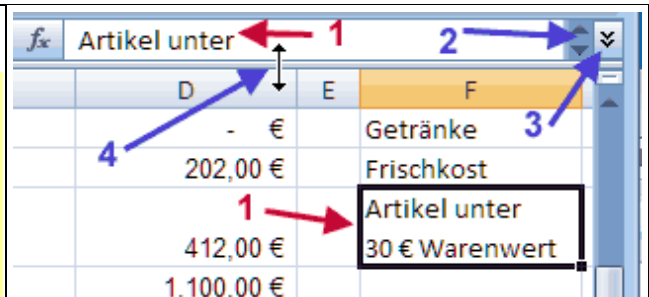 fx Artikel unter 1 2
D E F
4 - € Getränke 3
202,00 € Frischkost
1 Artikel unter
412,00 € 30 € Warenwert
1.100,00 €